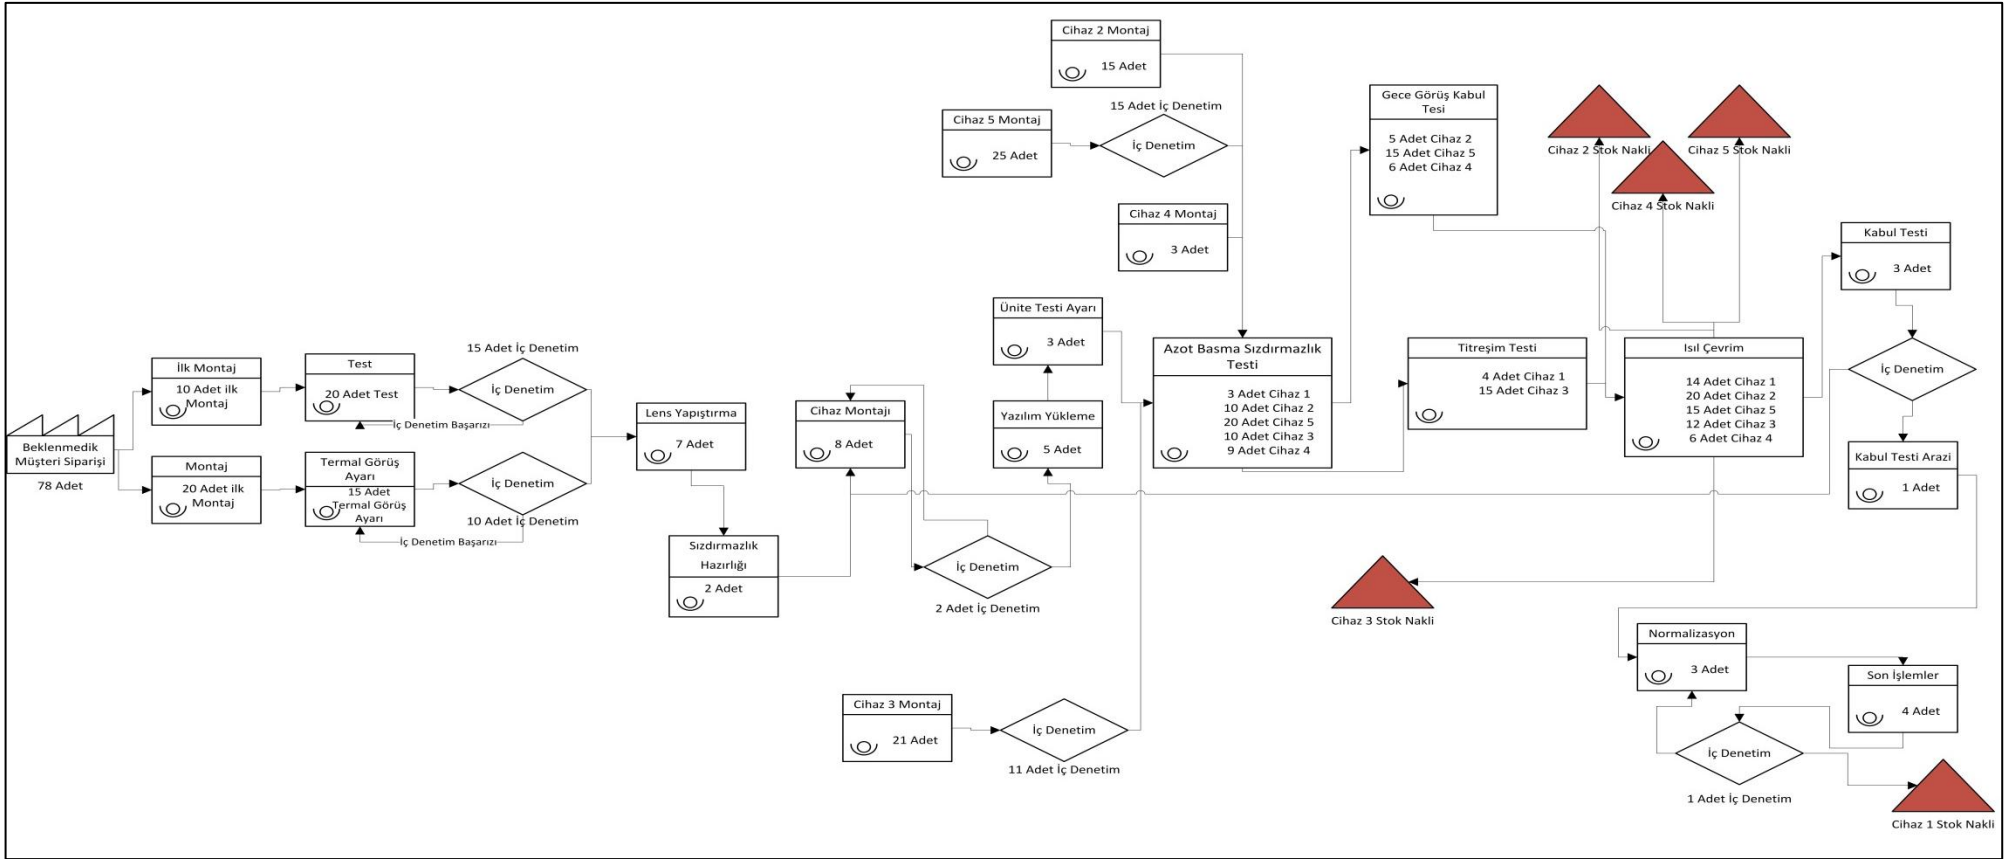 Beklenmedik
Müşteri Siparişi
78 Adet
İlk Montaj
10 Adet ilk
Montaj
Montaj
20 Adet ilk
Montaj
Test
20 Adet Test
İç Denetim Başarızı
Termal Görüş
Ayarı
15 Adet
Termal Görüş
Ayarı
İç Denetim Başarızı
15 Adet İç Denetim
İç Denetim
İç Denetim
10 Adet İç Denetim
Lens Yapıştırma
7 Adet
Sızdırmazlık
Hazırlığı
2 Adet
Cihaz Montajı
8 Adet
İç Denetim
2 Adet İç Denetim
Yazılım Yükleme
5 Adet
Ünite Testi Ayarı
3 Adet
Cihaz 2 Montaj
15 Adet
Cihaz 5 Montaj
25 Adet
15 Adet İç Denetim
İç Denetim
Cihaz 4 Montaj
3 Adet
Cihaz 3 Montaj
21 Adet
İç Denetim
11 Adet İç Denetim
Azot Basma Sızdırmazlık
Testi
3 Adet Cihaz 1
10 Adet Cihaz 2
20 Adet Cihaz 5
10 Adet Cihaz 3
9 Adet Cihaz 4
Gece Görüş Kabul
Tesi
5 Adet Cihaz 2
15 Adet Cihaz 5
6 Adet Cihaz 4
Titreşim Testi
4 Adet Cihaz 1
15 Adet Cihaz 3
Isıl Çevrim
14 Adet Cihaz 1
20 Adet Cihaz 2
15 Adet Cihaz 5
12 Adet Cihaz 3
6 Adet Cihaz 4
Cihaz 2 Stok Nakli
Cihaz 5 Stok Nakli
Cihaz 4 Stok Nakli
Cihaz 3 Stok Nakli
Kabul Testi
3 Adet
İç Denetim
Kabul Testi Arazi
1 Adet
Normalizasyon
3 Adet
Son İşlemler
4 Adet
İç Denetim
1 Adet İç Denetim
Cihaz 1 Stok Nakli